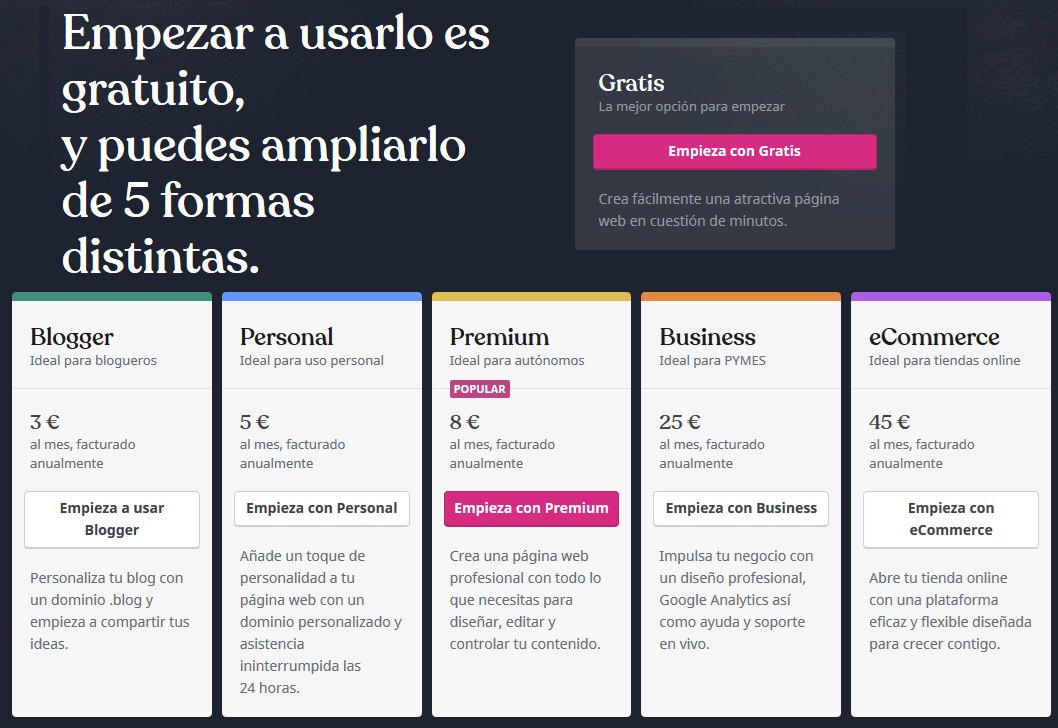 Empezar a usarlo es
gratuito,
y puedes ampliarlo
de 5 formas
distintas.
Gratis
La mejor opción para empezar
Empieza con Gratis
Crea fácilmente una atractiva página
web en cuestión de minutos.
Blogger
Ideal para blogueros
3 €
al mes, facturado
anualmente
Empieza a usar
Blogger
Personaliza tu blog con
un dominio .blog y
empieza a compartir tus
ideas.
Personal
Ideal para uso personal
5 €
al mes, facturado
anualmente
Empieza con Personal
Añade un toque de
personalidad a tu
página web con un
dominio personalizado y
asistencia
ininterrumpida las
24 horas.
Premium
Ideal para autónomos
POPULAR
8 €
al mes, facturado
anualmente
Empieza con Premium
Crea una página web
profesional con todo lo
que necesitas para
diseñar, editar y
controlar tu contenido.
Business
Ideal para PYMES
25 €
al mes, facturado
anualmente
Empieza con Business
Impulsa tu negocio con
un diseño profesional,
Google Analytics así
como ayuda y soporte
en vivo.
eCommerce
Ideal para tiendas online
45 €
al mes, facturado
anualmente
Empieza con
eCommerce
Abre tu tienda online
con una plataforma
eficaz y flexible diseñada
para crecer contigo.